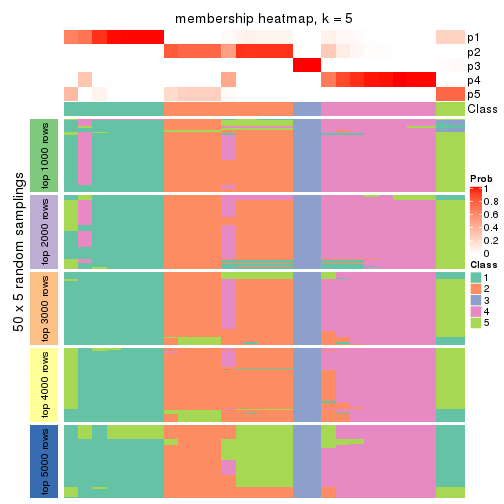 membership heatmap, k = 5
p1
p2
p3
p4
p5
Class
50 x 5 random samplings
top 1000 rows
top 2000 rows
top 3000 rows
top 4000 rows
top 5000 rows
Prob
1
0.8
0.6
0.4
0.2
0
Class
1
2
3
4
5